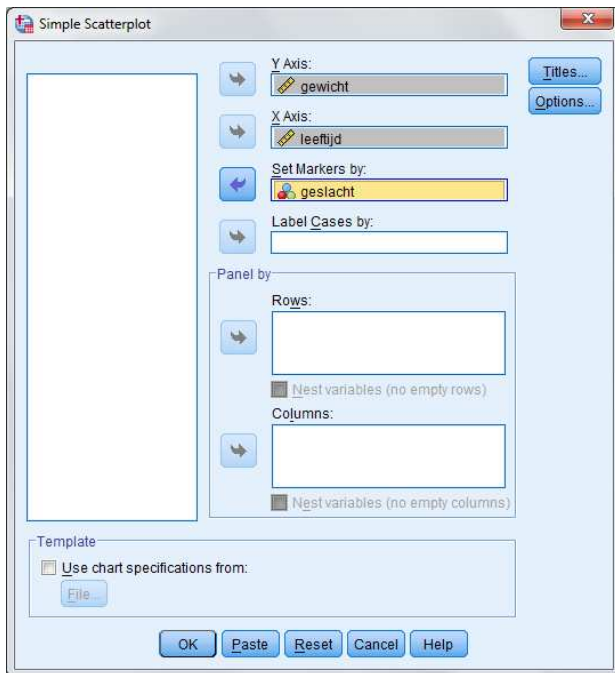 Simple Scatterplot
Y Axis:
gewicht
X Axis:
leeftijd
Set Markers by:
geslacht
Label Cases by:
Titles...
Options...
Panel by
Rows:
Nest variables (no empty rows)
Columns:
Nest variables (no empty columns)
Template
Use chart specifications from:
File...
OK Paste Reset Cancel Help